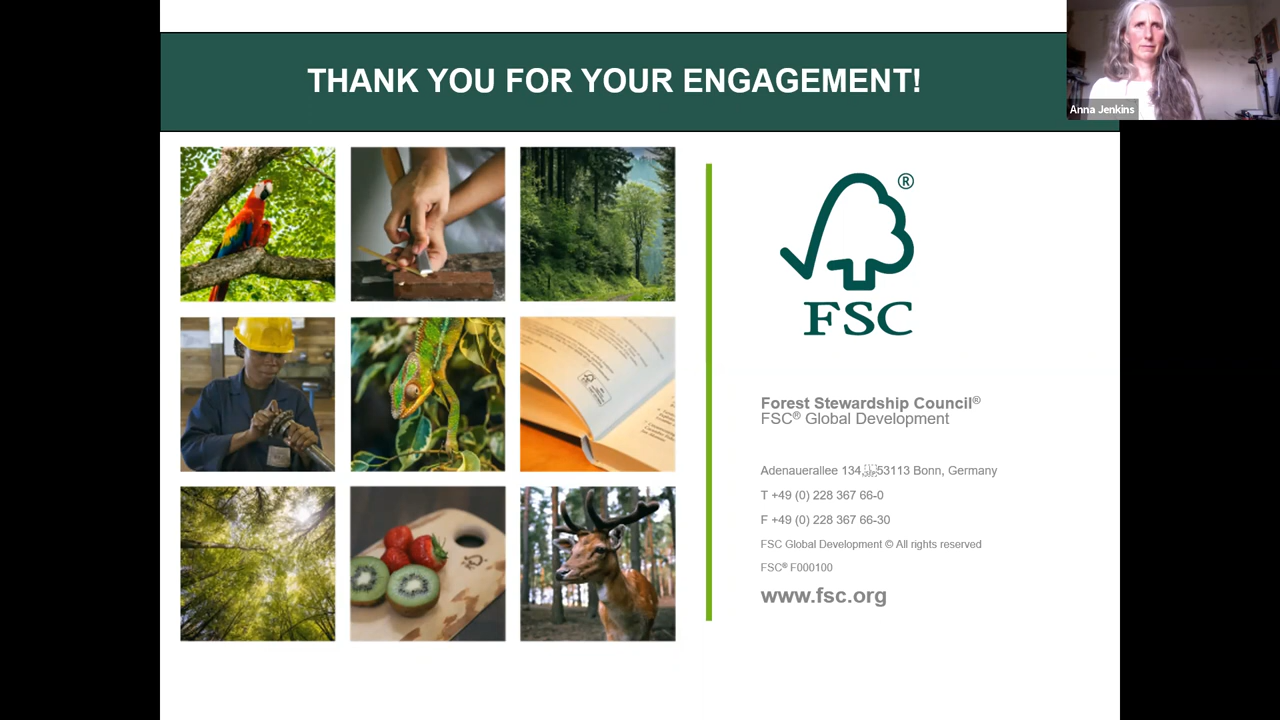 THANK YOU FOR YOUR ENGAGEMENT!
Anna Jenkins
®
FSC
Forest Stewardship Council®
FSC® Global Development
Adenauerallee 134, 53113 Bonn, Germany
T +49 (0) 228 367 66-0
F +49 (0) 228 367 66-30
FSC Global Development © All rights reserved
FSC® F000100
www.fsc.org